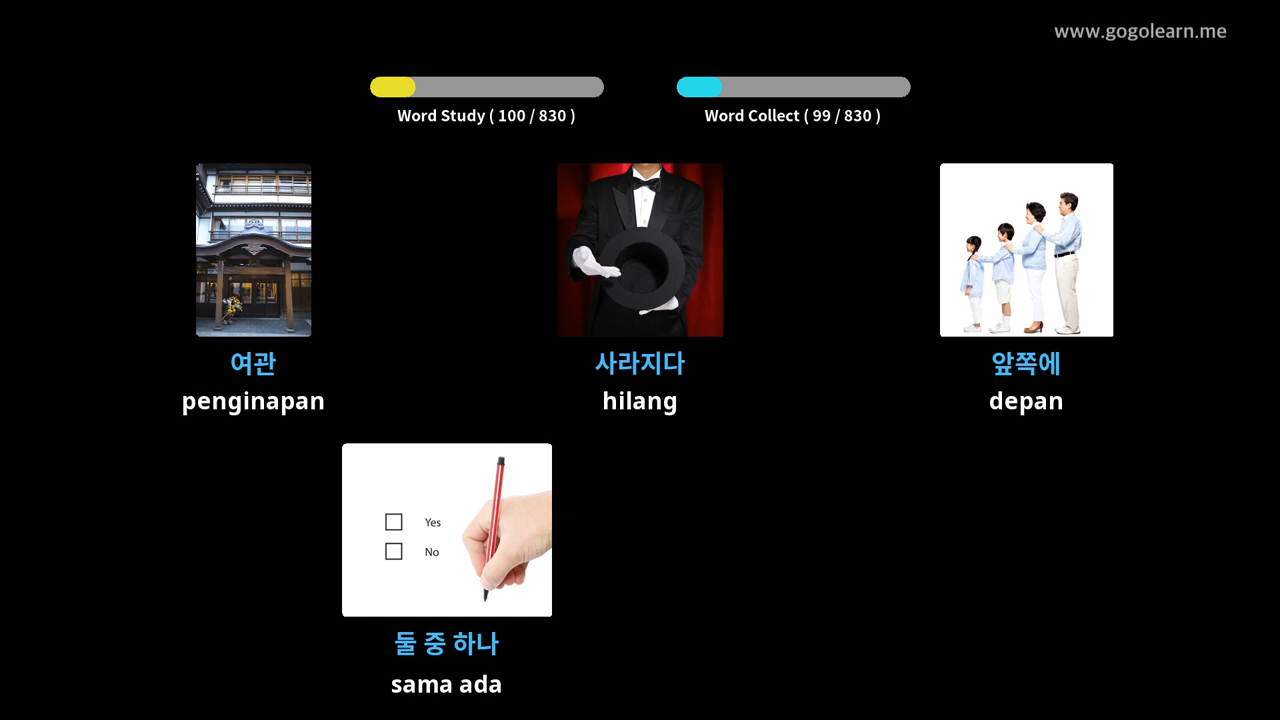 www.gogolearn.me
Word Study ( 100 / 830 )
Word Collect ( 99 / 830 )
여관
penginapan
사라지다
hilang
앞쪽에
depan
Yes
No
둘 중 하나
sama ada